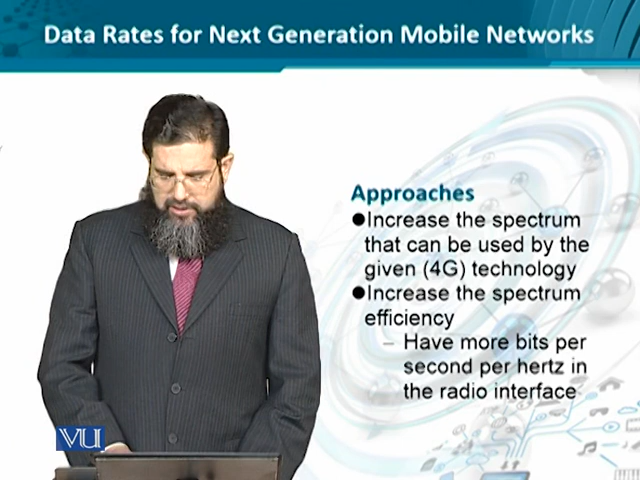 Data Rates for Next Generation Mobile Networks
Approaches
●Increase the spectrum
that can be used by the
given (4G) technology
●Increase the spectrum
efficiency
– Have more bits per
second per hertz in
the radio interface
VU